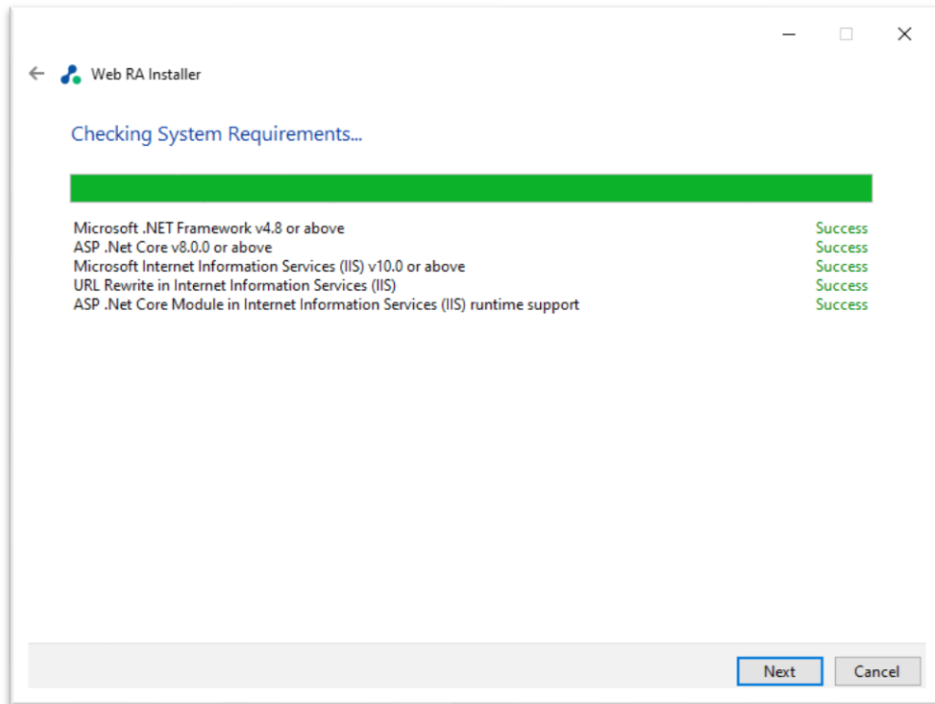 Web RA Installer
Checking System Requirements...
Microsoft .NET Framework v4.8 or above Success
ASP .Net Core v8.0.0 or above Success
Microsoft Internet Information Services (IIS) v10.0 or above Success
URL Rewrite in Internet Information Services (IIS) Success
ASP .Net Core Module in Internet Information Services (IIS) runtime support Success
Next Cancel